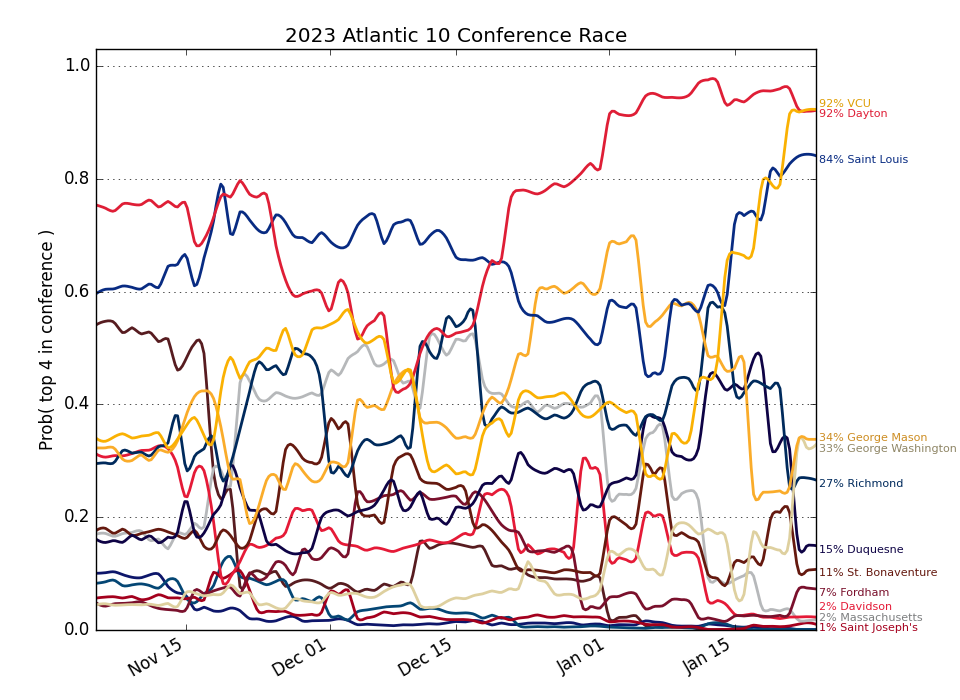 2023 Atlantic 10 Conference Race
Prob( top 4 in conference )
1.0
0.8
0.6
0.4
0.2
0.0
Nov 15
Dec 01
Dec 15
Jan 01
Jan 15
92% VCU
92% Dayton
84% Saint Louis
34% George Mason
33% George Washington
27% Richmond
15% Duquesne
11% St. Bonaventure
7% Fordham
2% Davidson
2% Massachusetts
1% Saint Joseph's